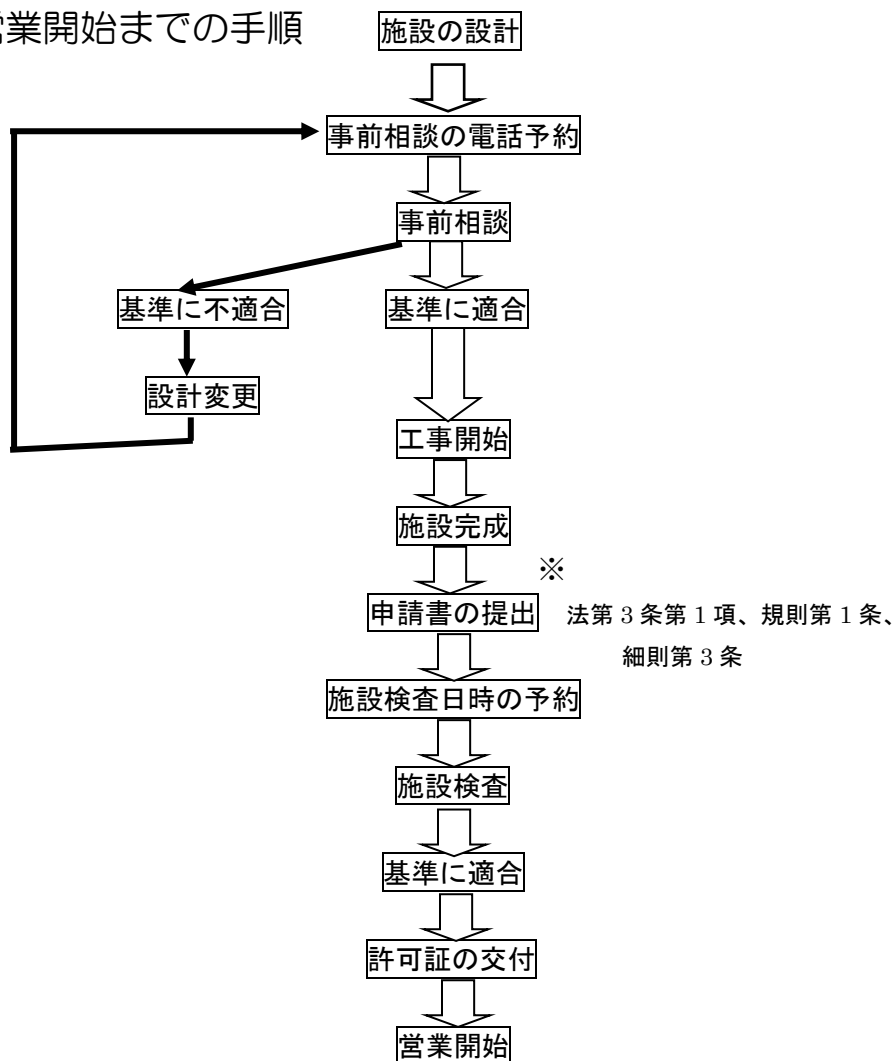 営業開始までの手順
施設の設計
事前相談の電話予約
事前相談
基準に不適合
基準に適合
設計変更
工事開始
施設完成
※
申請書の提出
法第3条第1項、規則第1条、
細則第3条
施設検査日時の予約
施設検査
基準に適合
許可証の交付
営業開始